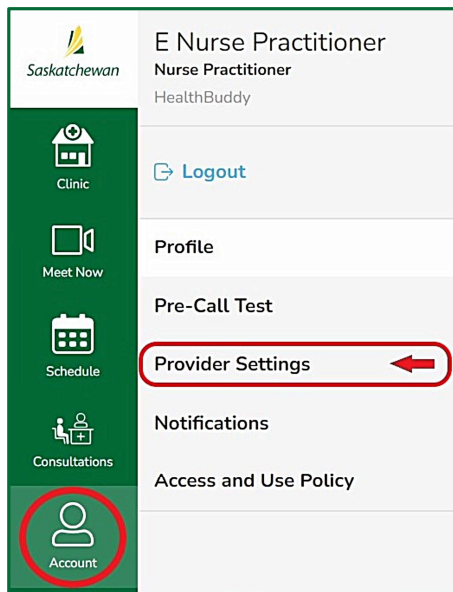 Saskatchewan
Clinic
Meet Now
Schedule
Consultations
Account
E Nurse Practitioner
Nurse Practitioner
HealthBuddy
Logout
Profile
Pre-Call Test
Provider Settings
Notifications
Access and Use Policy